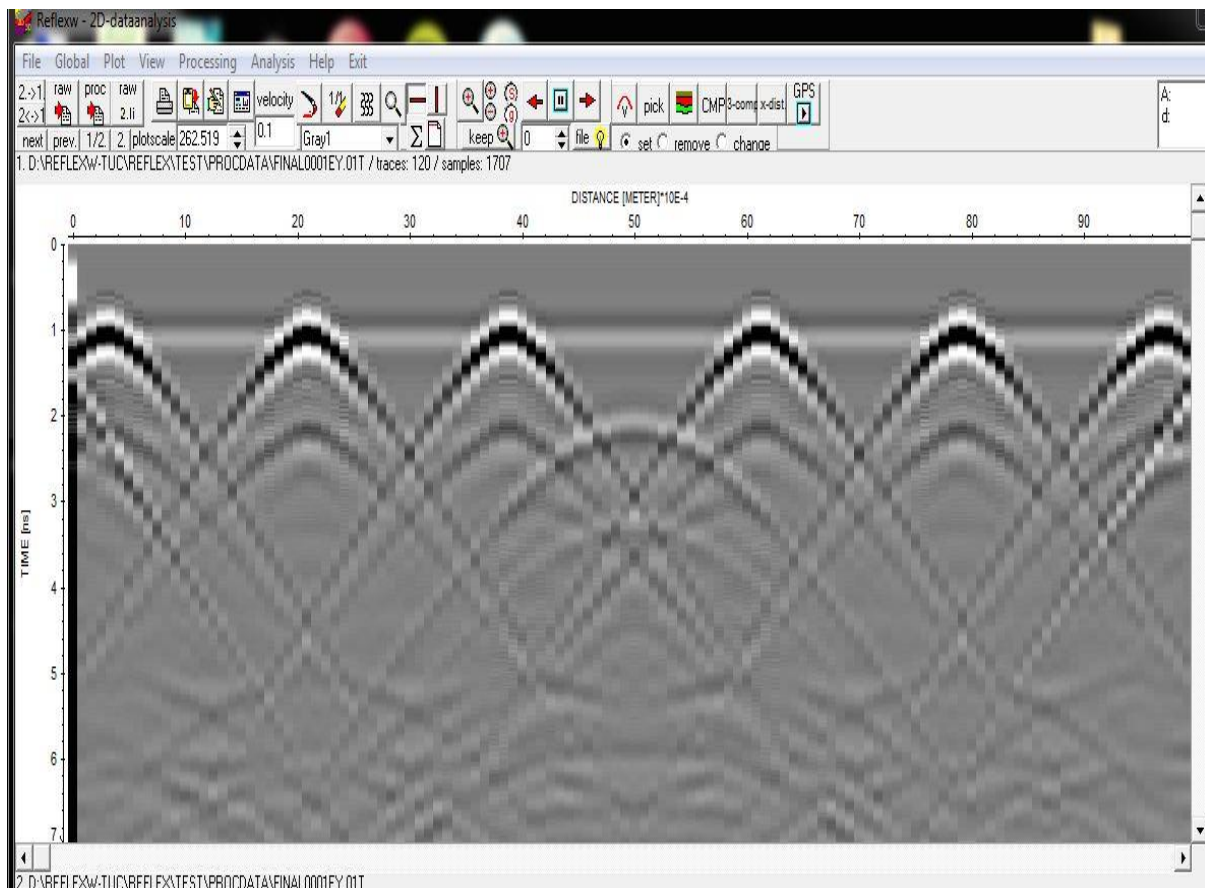 Reflexw - 2D-dataanalysis
File Global Plot View Processing Analysis Help Exit
2.->1. raw proc raw velocity 1/1 pick CMP 3-comp x-dist. GPS A:
2<->1 2.li d:
next prev. 1/2. 2. plotscale 262.519 0.1 Gray1 Σ keep 0 file set remove change
1. D:\REFLEXW-TUC\REFLEX\TEST\PROCDATA\FINAL0001EY.01T / traces: 120 / samples: 1707
DISTANCE [METER]*10E-4
0 10 20 30 40 50 60 70 80 90
0
1
2
3
4
5
6
7
TIME [ns]
2. D:\REFLEXW-TUC\REFLEX\TEST\PROCDATA\FINAL0001EY.01T